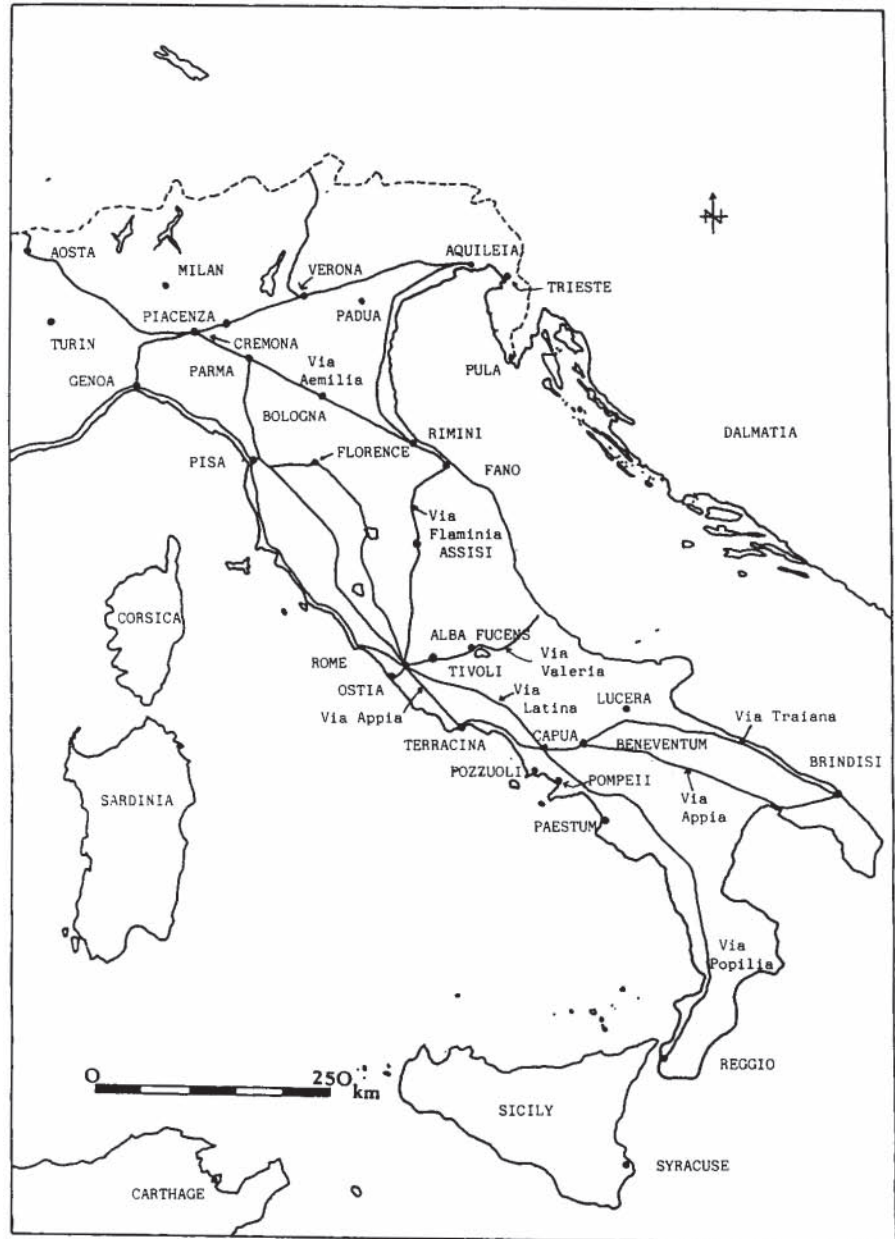 N
AOSTA
MILAN
AQUILEIA
VERONA
TRIESTE
PIACENZA
PADUA
TURIN
CREMONA
PARMA
Via
Aemilia
PULA
GENOA
BOLOGNA
RIMINI
DALMATIA
FLORENCE
PISA
FANO
Via
Flaminia
ASSISI
CORSICA
ALBA FUCENS
ROME
TIVOLI
Via
Valeria
OSTIA
Via
Latina
LUCERA
Via Appia
Via Traiana
TERRACINA
CAPUA
BENEVENTUM
BRINDISI
POZZUOLI
POMPEII
SARDINIA
Via
Appia
PAESTUM
Via
Popilia
REGGIO
O 250 km
SICILY
SYRACUSE
CARTHAGE